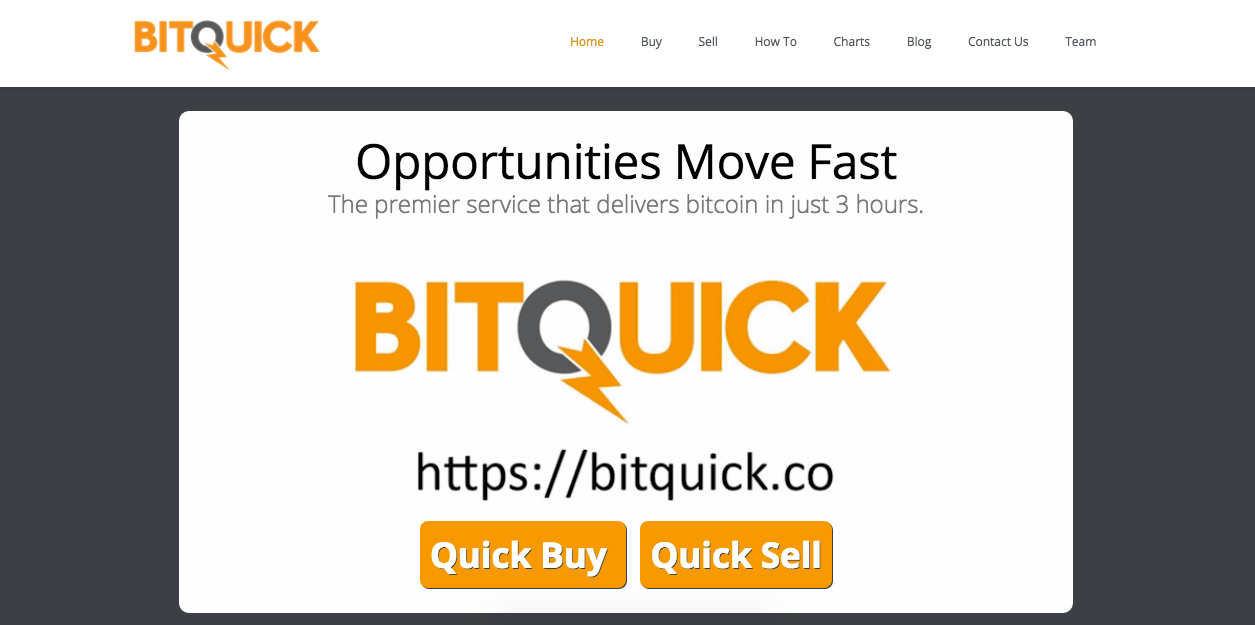 BITQUICK
Home Buy Sell How To Charts Blog Contact Us Team
Opportunities Move Fast
The premier service that delivers bitcoin in just 3 hours.
BITQUICK
https://bitquick.co
Quick Buy Quick Sell